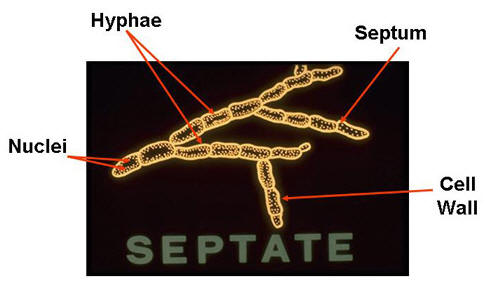 Hyphae
Septum
Nuclei
Cell
Wall
SEPTATE